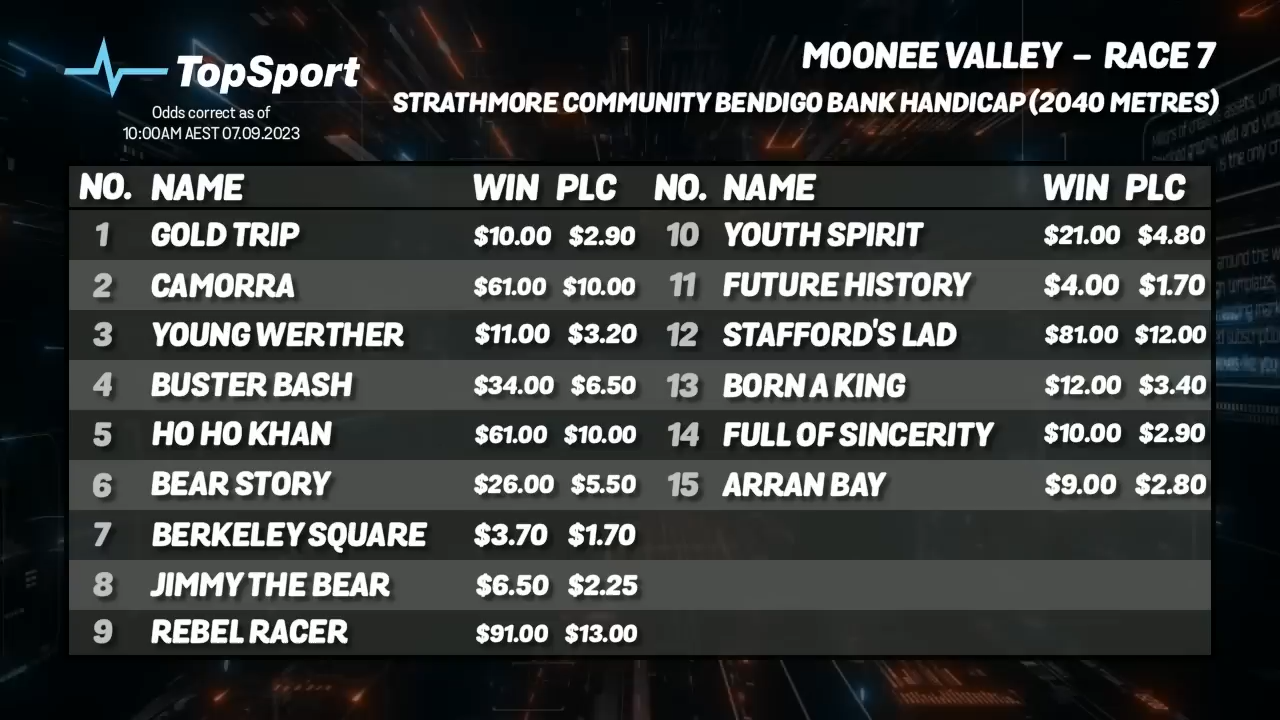 TopSport
Odds correct as of
10:00AM AEST 07.09.2023
MOONEE VALLEY – RACE 7
STRATHMORE COMMUNITY BENDIGO BANK HANDICAP (2040 METRES)
NO. NAME WIN PLC NO. NAME WIN PLC
1 GOLD TRIP $10.00 $2.90 10 YOUTH SPIRIT $21.00 $4.80
2 CAMORRA $61.00 $10.00 11 FUTURE HISTORY $4.00 $1.70
3 YOUNG WERTHER $11.00 $3.20 12 STAFFORD'S LAD $81.00 $12.00
4 BUSTER BASH $34.00 $6.50 13 BORN A KING $12.00 $3.40
5 HO HO KHAN $61.00 $10.00 14 FULL OF SINCERITY $10.00 $2.90
6 BEAR STORY $26.00 $5.50 15 ARRAN BAY $9.00 $2.80
7 BERKELEY SQUARE $3.70 $1.70
8 JIMMY THE BEAR $6.50 $2.25
9 REBEL RACER $91.00 $13.00